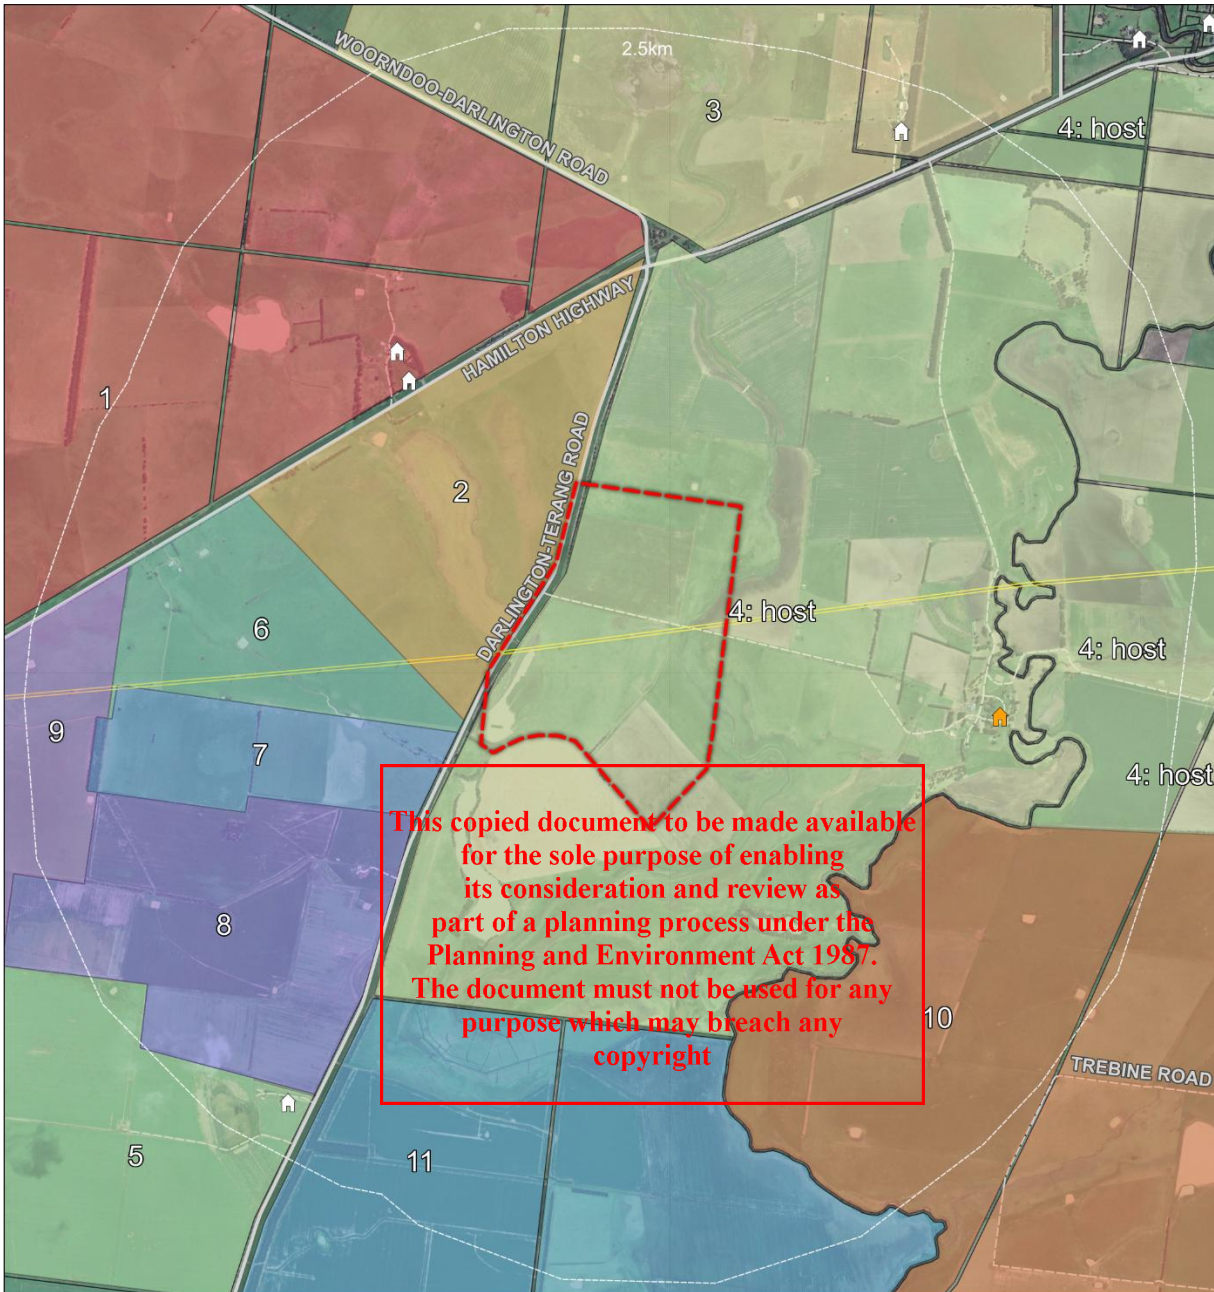 WOORNDOO-DARLINGTON ROAD
2.5km
3
4: host
HAMILTON HIGHWAY
1
2
DARLINGTON-TERANG ROAD
4: host
6
4: host
9
7
4: host
This copied document to be made available
for the sole purpose of enabling
its consideration and review as
part of a planning process under the
Planning and Environment Act 1987.
The document must not be used for any
purpose which may breach any
copyright
8
10
TREBINE ROAD
5
11